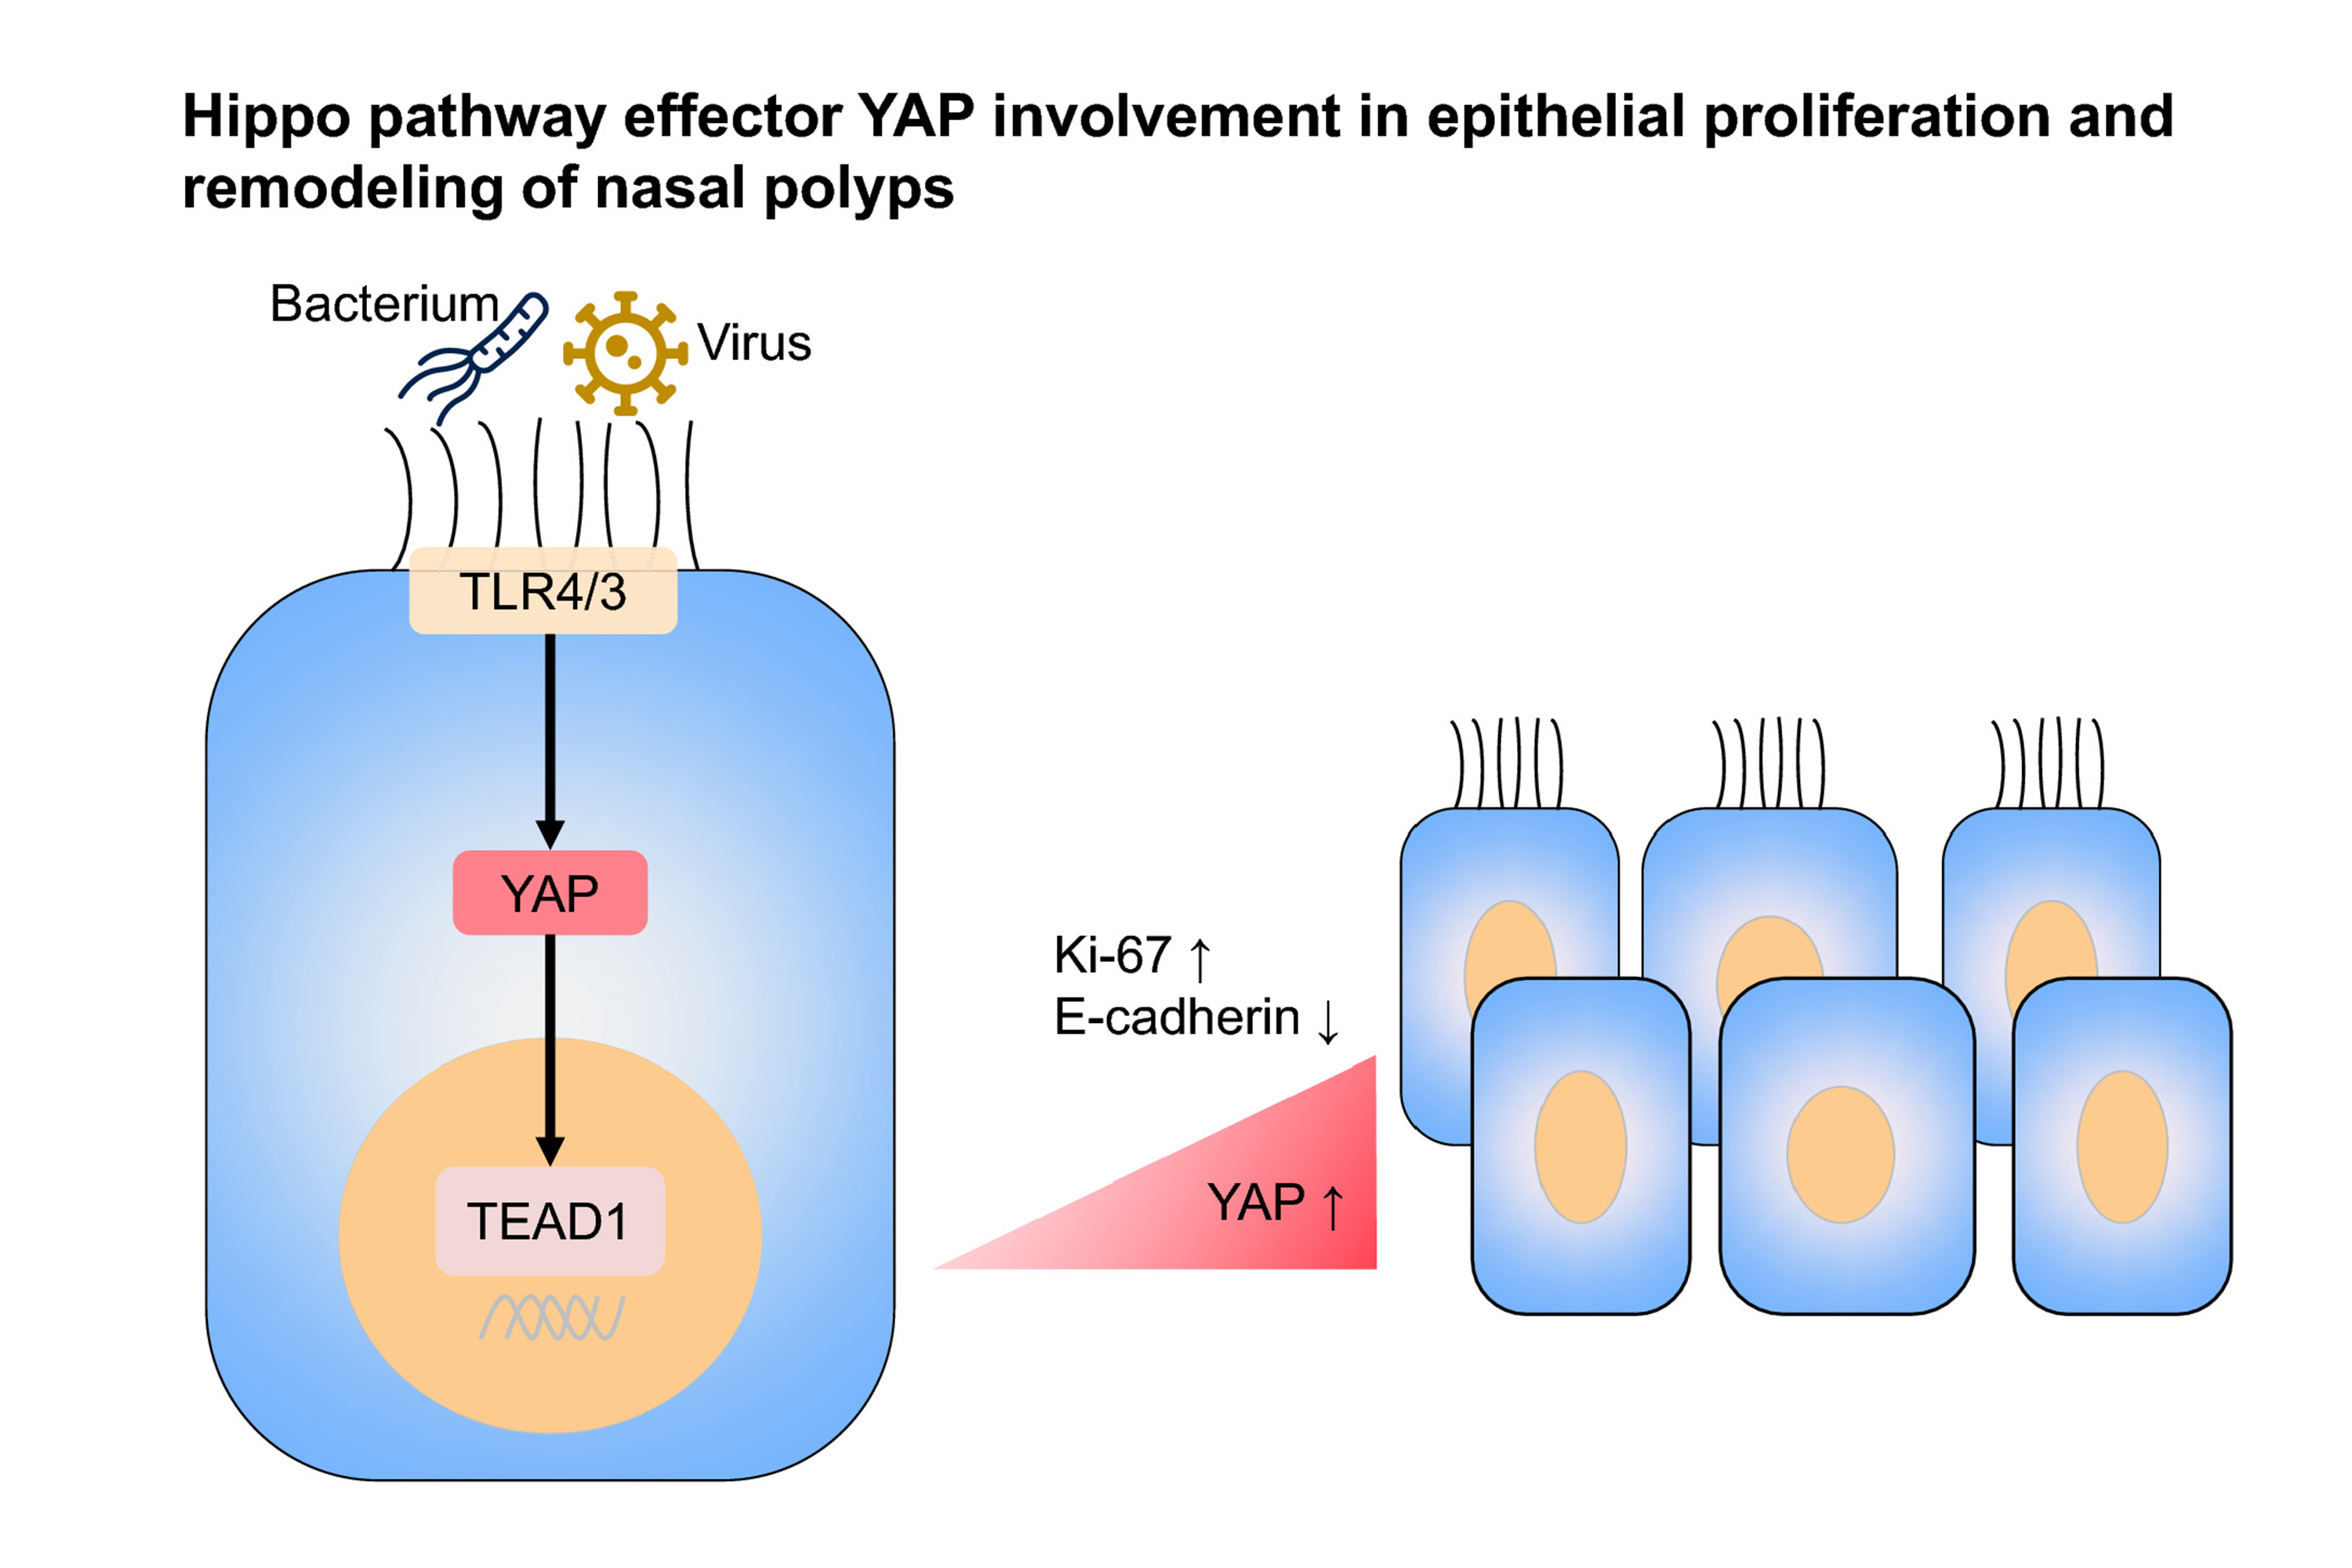 Hippo pathway effector YAP involvement in epithelial proliferation and
remodeling of nasal polyps
Bacterium
Virus
TLR4/3
YAP
TEAD1
Ki-67 ↑
E-cadherin ↓
YAP ↑